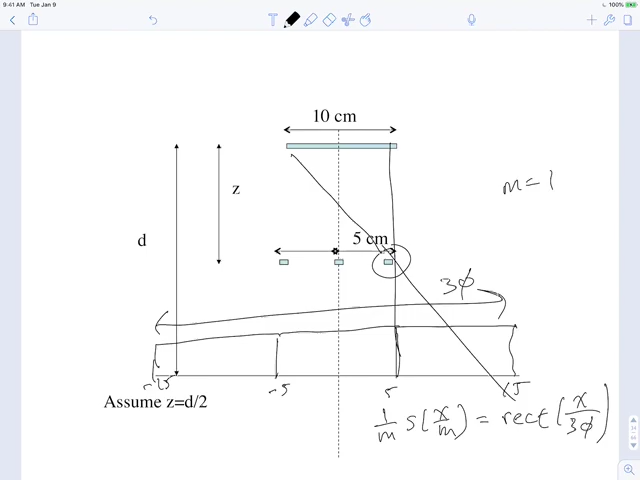 9:41 AM Tue Jan 9
100%
10 cm
m = 1
z
d
5 cm
3ϕ
-15
-5
5
15
Assume z=d/2
1/m s(x/m) = rect(x/3ϕ)